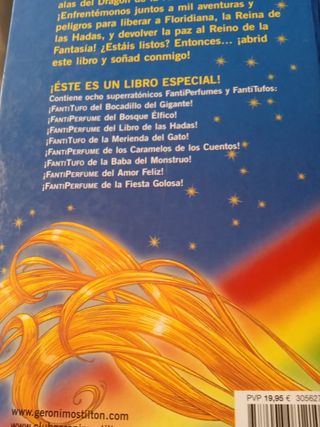 alas del Dragón de la
¡Enfrentémonos juntos a mil aventuras y
peligros para liberar a Floridiana, la Reina de
las Hadas, y devolver la paz al Reino de la
Fantasía! ¿Estáis listos? Entonces... ¡abrid
este libro y soñad conmigo!
¡ÉSTE ES UN LIBRO ESPECIAL!
Contiene ocho superratónicos FantiPerfumes y FantiTufos:
¡FANTITUFO del Bocadillo del Gigante!
¡FANTIPERFUME del Bosque Élfico!
¡FANTIPERFUME del Libro de las Hadas!
¡FANTITUFO de la Merienda del Gato!
¡FANTIPERFUME de los Caramelos de los Cuentos!
¡FANTITUFO de la Baba del Monstruo!
¡FANTIPERFUME del Amor Feliz!
¡FANTIPERFUME de la Fiesta Golosa!
PVP 19,95 € 305627
www.geronimostilton.com